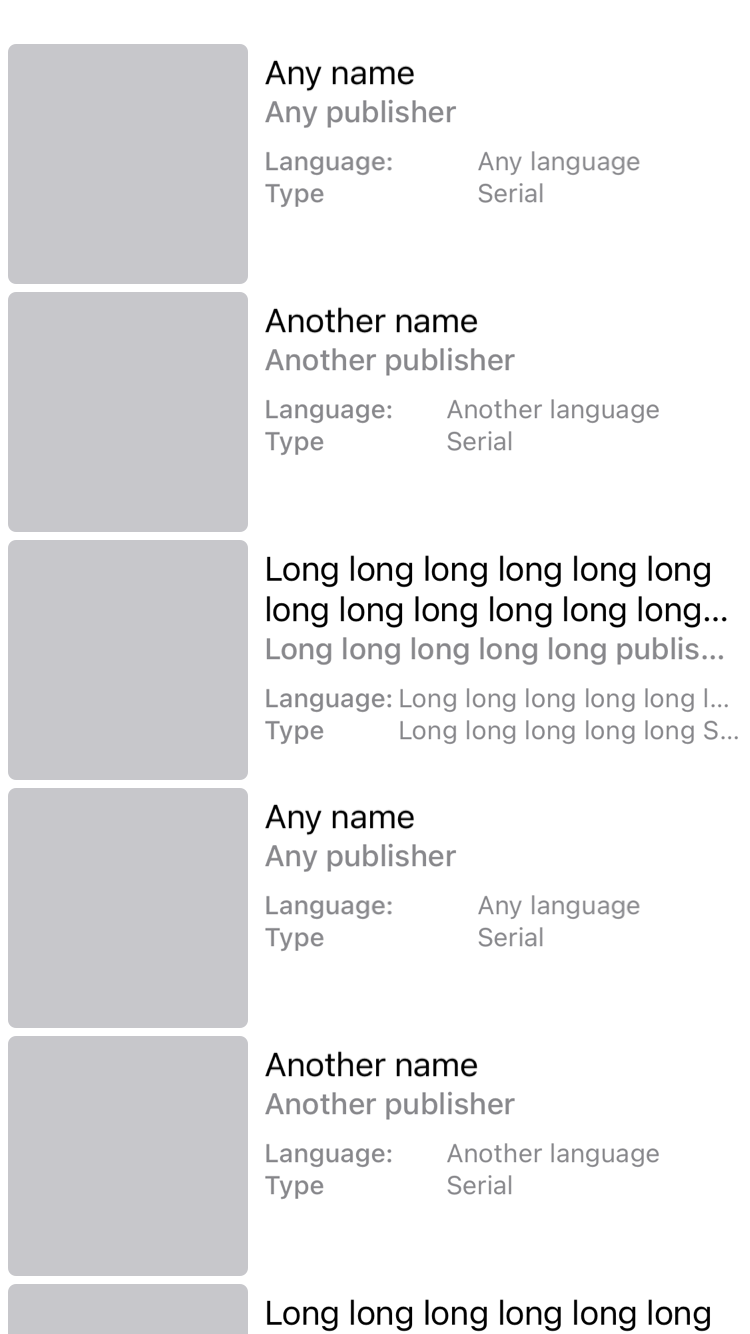 Any name
Any publisher
Language: Any language
Type Serial
Another name
Another publisher
Language: Another language
Type Serial
Long long long long long long
long long long long long long...
Long long long long long publis...
Language: Long long long long long l...
Type Long long long long long S...
Any name
Any publisher
Language: Any language
Type Serial
Another name
Another publisher
Language: Another language
Type Serial
Long long long long long long